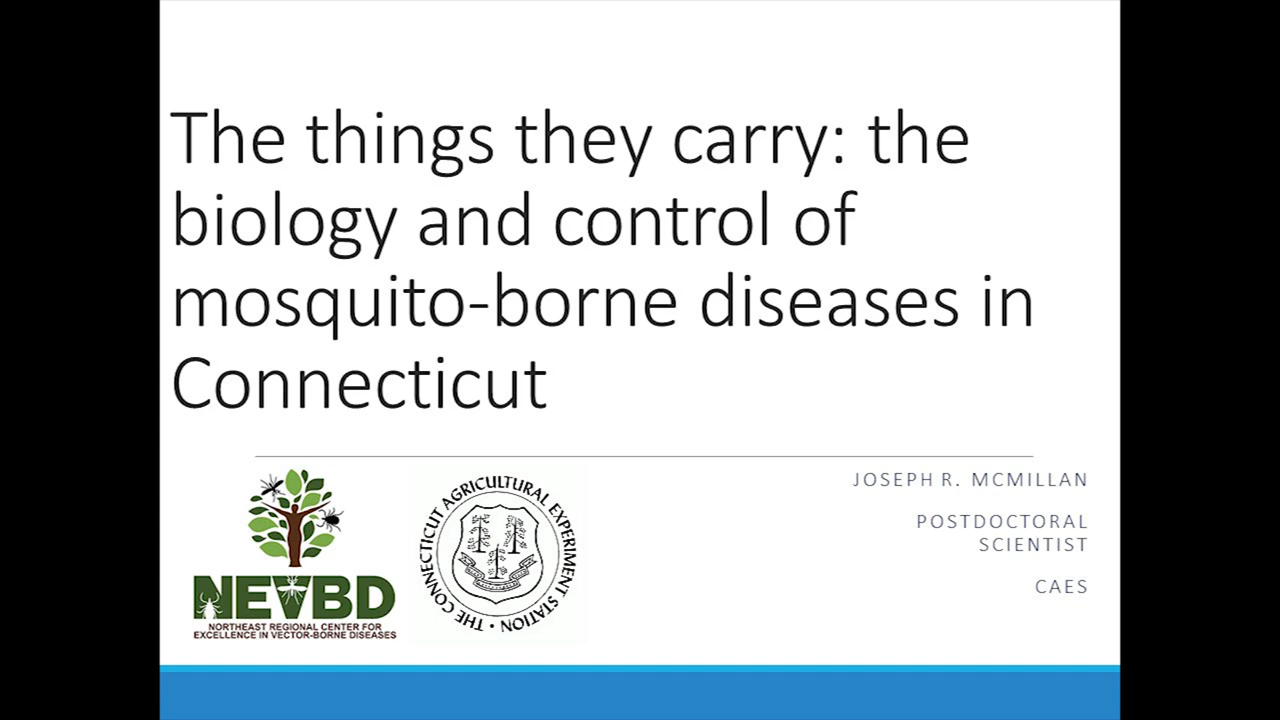 The things they carry: the
biology and control of
mosquito-borne diseases in
Connecticut
JOSEPH R. MCMILLAN
POSTDOCTORAL
SCIENTIST
CAES
NEVBD
NORTHEAST REGIONAL CENTER FOR
EXCELLENCE IN VECTOR-BORNE DISEASES
THE CONNECTICUT AGRICULTURAL EXPERIMENT STATION •